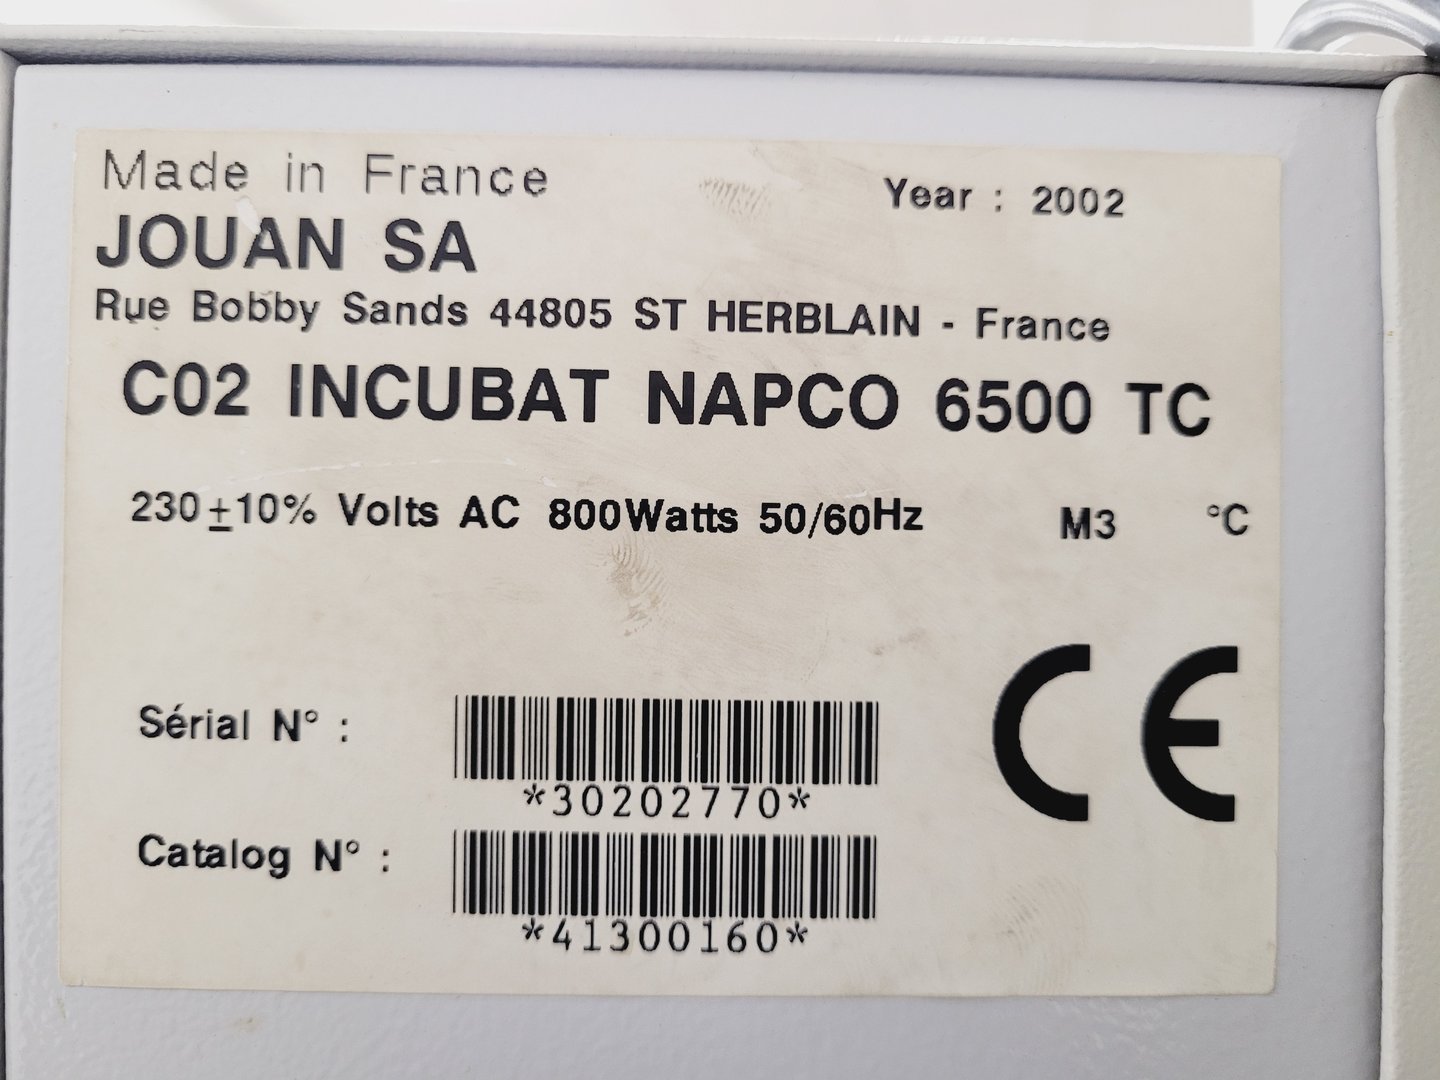 Made in France
Year : 2002
JOUAN SA
Rue Bobby Sands 44805 ST HERBLAIN - France
C02 INCUBAT NAPCO 6500 TC
230±10% Volts AC 800Watts 50/60Hz M3 °C
Sérial N° :
*30202770*
Catalog N° :
*41300160*
CE